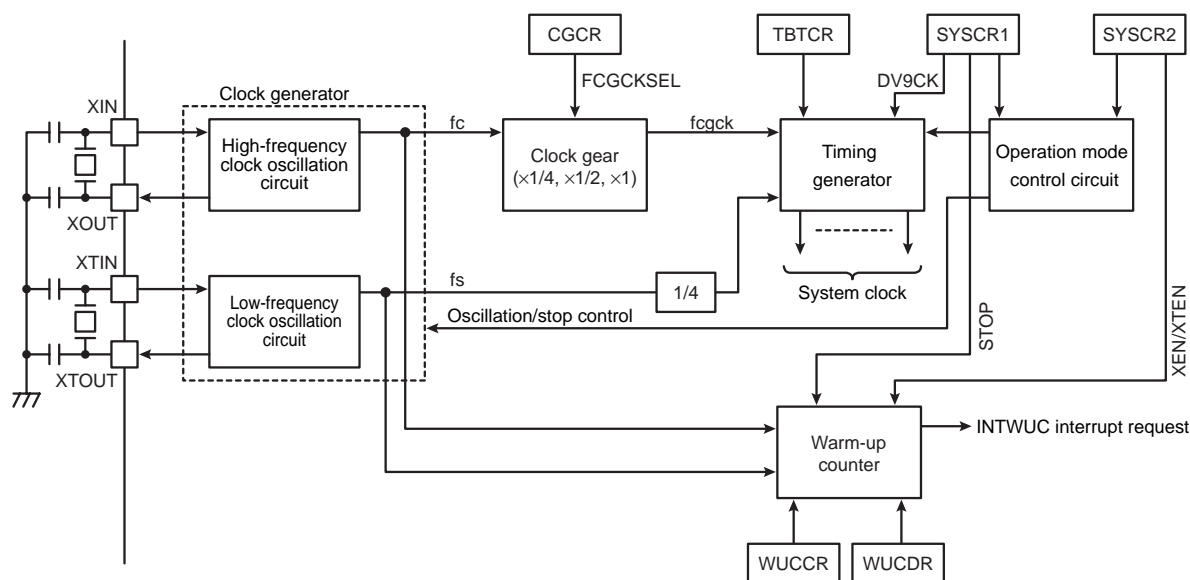 CGCR
TBTCR
SYSCR1
SYSCR2
FCGCKSEL
DV9CK
XIN
Clock generator
High-frequency
clock oscillation
circuit
fc
Clock gear
(×1/4, ×1/2, ×1)
fcgck
Timing
generator
Operation mode
control circuit
XOUT
XTIN
Low-frequency
clock oscillation
circuit
fs
1/4
System clock
Oscillation/stop control
STOP
XEN/XTEN
XTOUT
Warm-up
counter
INTWUC interrupt request
WUCCR
WUCDR